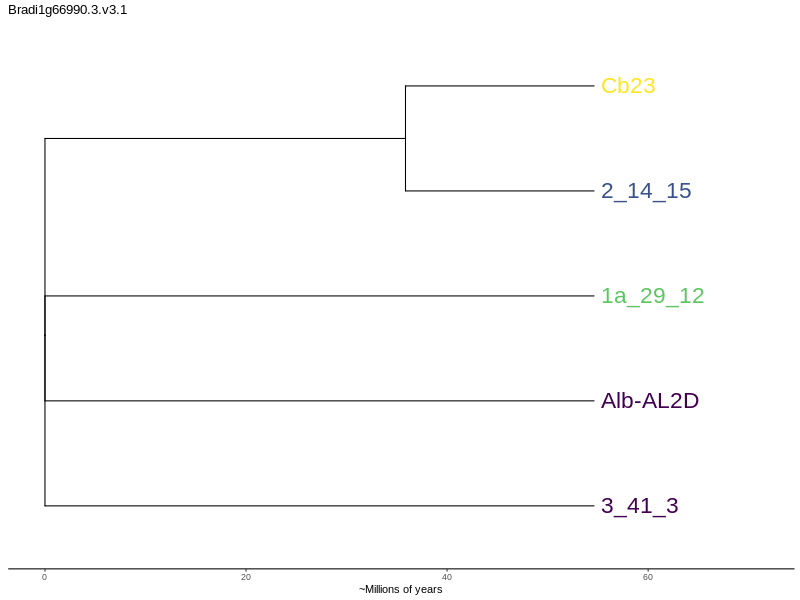 Bradi1g66990.3.v3.1
Cb23
2_14_15
1a_29_12
Alb-AL2D
3_41_3
0 20 40 60
~Millions of years